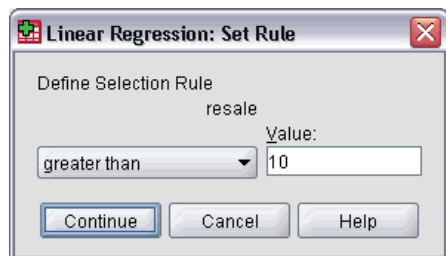 Linear Regression: Set Rule
Define Selection Rule
resale
Value:
greater than
10
Continue
Cancel
Help